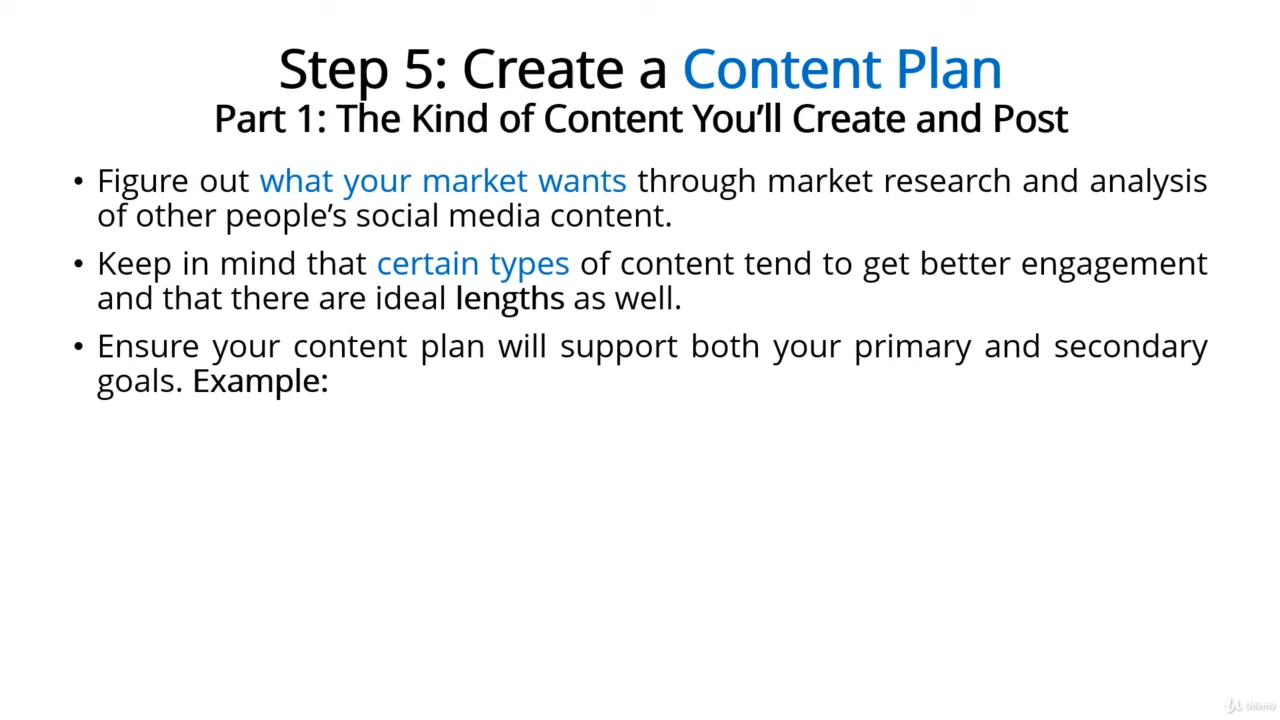 Step 5: Create a Content Plan
Part 1: The Kind of Content You’ll Create and Post
• Figure out what your market wants through market research and analysis
of other people’s social media content.
• Keep in mind that certain types of content tend to get better engagement
and that there are ideal lengths as well.
• Ensure your content plan will support both your primary and secondary
goals. Example:
Udemy